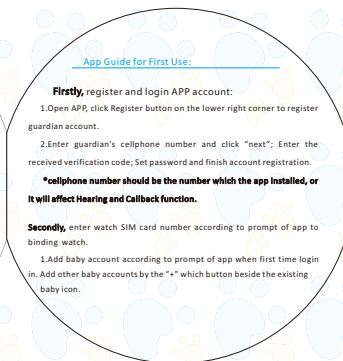 App Guide for First Use:
Firstly, register and login APP account:
1.Open APP, click Register button on the lower right corner to register
guardian account.
2.Enter guardian's cellphone number and click "next"; Enter the
received verification code; Set password and finish account registration.
*cellphone number should be the number which the app installed, or
it will affect Hearing and Callback function.
Secondly, enter watch SIM card number according to prompt of app to
binding watch.
1.Add baby account according to prompt of app when first time login
in. Add other baby accounts by the "+" which button beside the existing
baby icon.